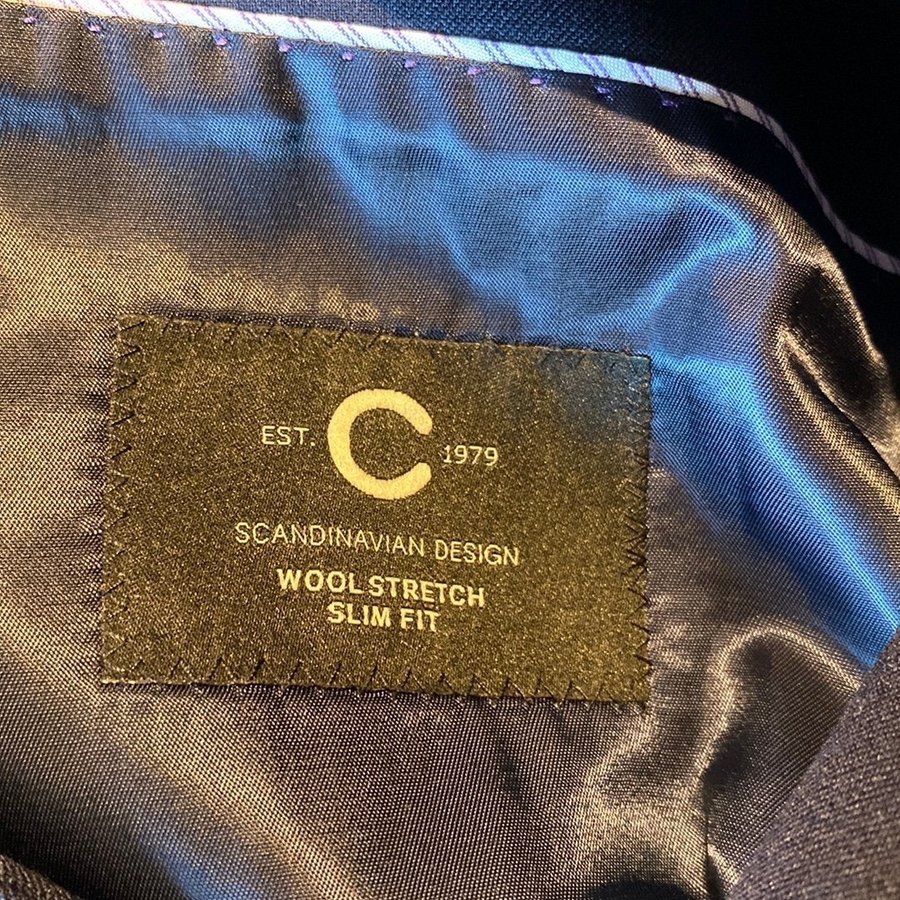 EST. C 1979
SCANDINAVIAN DESIGN
WOOL STRETCH
SLIM FIT